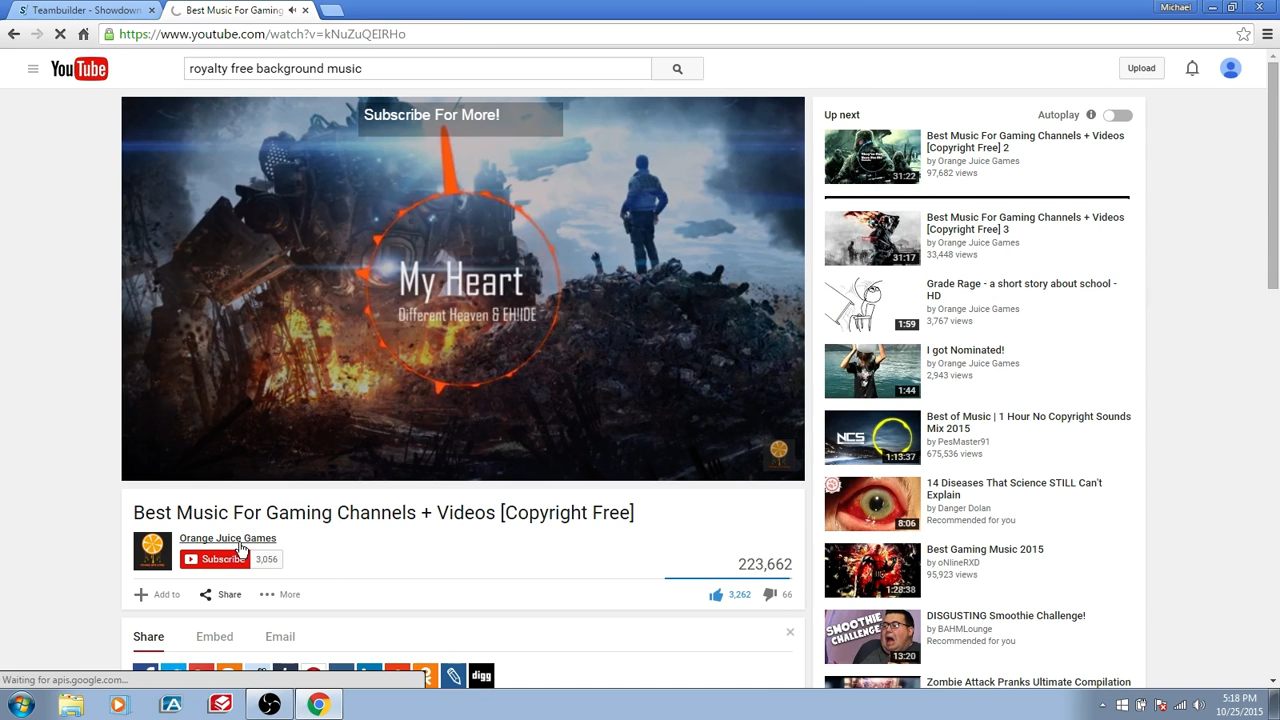 Teambuilder - Showdown
Best Music For Gaming
Michael
https://www.youtube.com/watch?v=kNuZuQEIRHo
YouTube
royalty free background music
Upload
Subscribe For More!
My Heart
Different Heaven & EH!!DE
Best Music For Gaming Channels + Videos [Copyright Free]
Orange Juice Games
Subscribe
3,056
223,662
Add to
Share
More
3,262
66
Share
Embed
Email
digg
Up next
Autoplay
Best Music For Gaming Channels + Videos
[Copyright Free] 2
by Orange Juice Games
97,682 views
31:22
Best Music For Gaming Channels + Videos
[Copyright Free] 3
by Orange Juice Games
33,448 views
31:17
Grade Rage - a short story about school -
HD
by Orange Juice Games
3,767 views
1:59
I got Nominated!
by Orange Juice Games
2,943 views
1:44
Best of Music | 1 Hour No Copyright Sounds
Mix 2015
by PesMaster91
675,536 views
NCS
1:13:37
14 Diseases That Science STILL Can't
Explain
by Danger Dolan
Recommended for you
8:06
Best Gaming Music 2015
by oNlineRXD
95,923 views
1:28:38
DISGUSTING Smoothie Challenge!
by BAHMLounge
Recommended for you
SMOOTHIE
CHALLENGE!
13:20
Zombie Attack Pranks Ultimate Compilation
Waiting for apis.google.com...
5:18 PM
10/25/2015